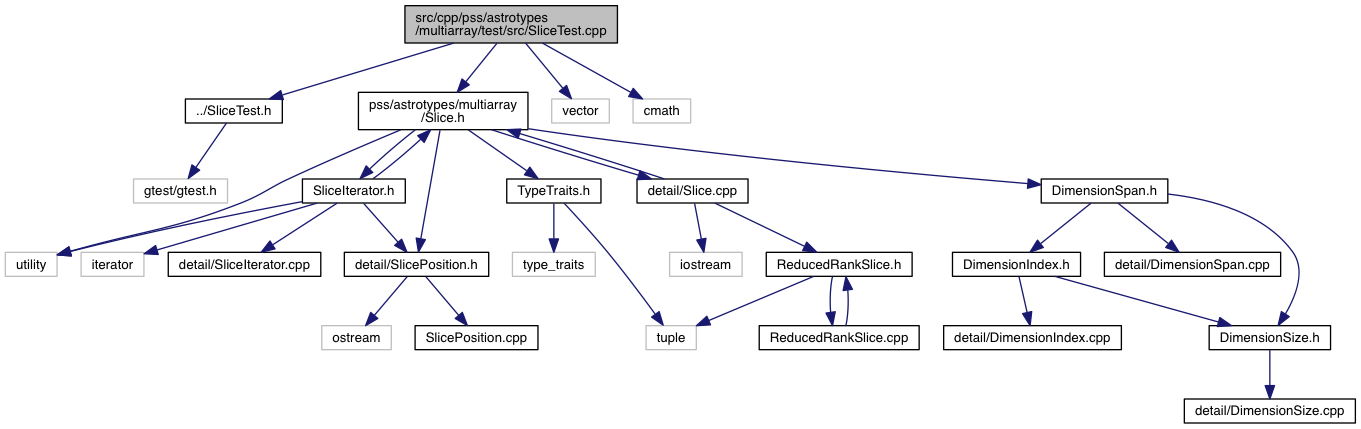 src/cpp/pss/astrotypes
/multiarray/test/src/SliceTest.cpp
../SliceTest.h
pss/astrotypes/multiarray
/Slice.h
vector
cmath
gtest/gtest.h
SliceIterator.h
TypeTraits.h
detail/Slice.cpp
DimensionSpan.h
utility
iterator
detail/SliceIterator.cpp
detail/SlicePosition.h
type_traits
iostream
ReducedRankSlice.h
DimensionIndex.h
detail/DimensionSpan.cpp
ostream
SlicePosition.cpp
tuple
ReducedRankSlice.cpp
detail/DimensionIndex.cpp
DimensionSize.h
detail/DimensionSize.cpp